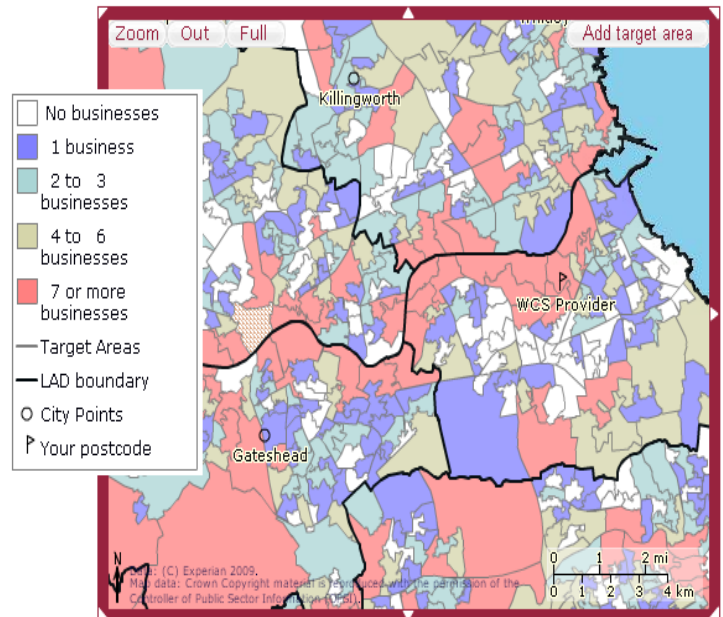 Zoom Out Full Add target area
Killingworth
No businesses
1 business
2 to 3
businesses
4 to 6
businesses
7 or more
businesses
Target Areas
LAD boundary
City Points
Your postcode
WCS Provider
Gateshead
N
0 1 2 mi
0 1 2 3 4 km
Data: (C) Experian 2009.
Map data: Crown Copyright material is reproduced with the permission of the
Controller of Public Sector Information (OPSI).